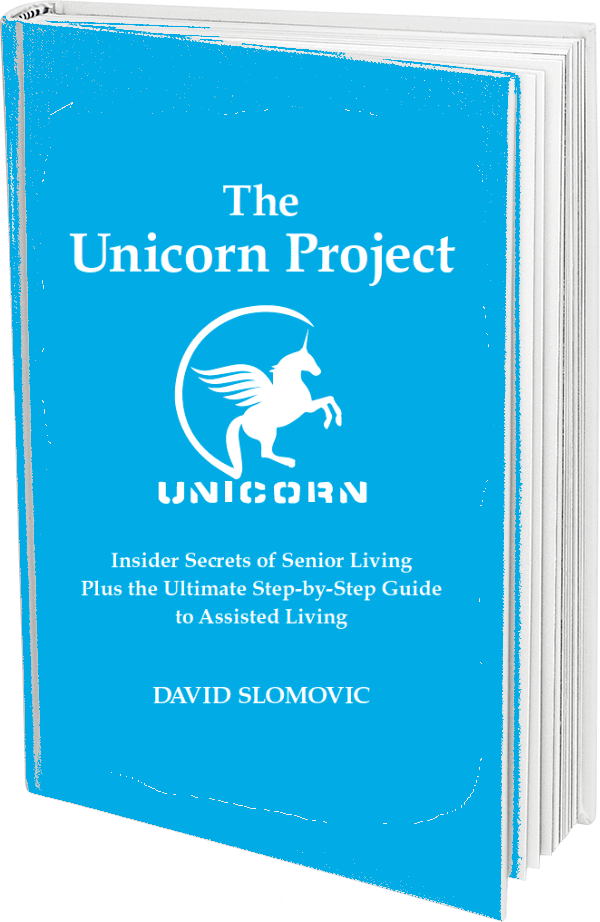 The
Unicorn Project
UNICORN
Insider Secrets of Senior Living
Plus the Ultimate Step-by-Step Guide
to Assisted Living
DAVID SLOMOVIC